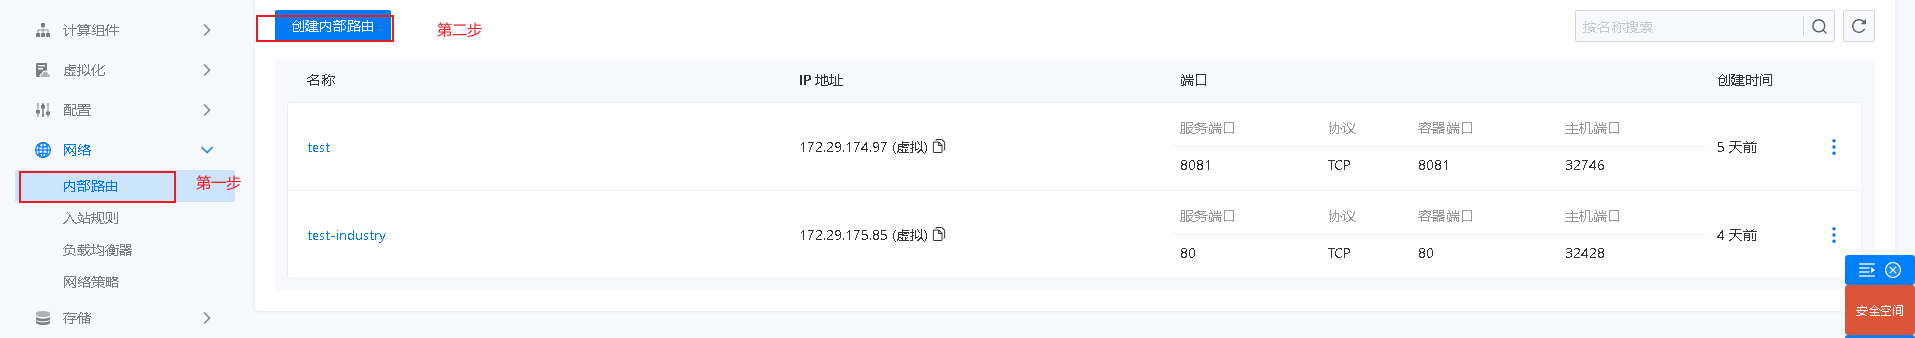 计算组件
虚拟化
配置
网络
内部路由
第一步
入站规则
负载均衡器
网络策略
存储
创建内部路由
第二步
按名称搜索
名称 IP 地址 端口 创建时间
服务端口 协议 容器端口 主机端口
test 172.29.174.97 (虚拟) 5 天前
8081 TCP 8081 32746
服务端口 协议 容器端口 主机端口
test-industry 172.29.175.85 (虚拟) 4 天前
80 TCP 80 32428
安全空间